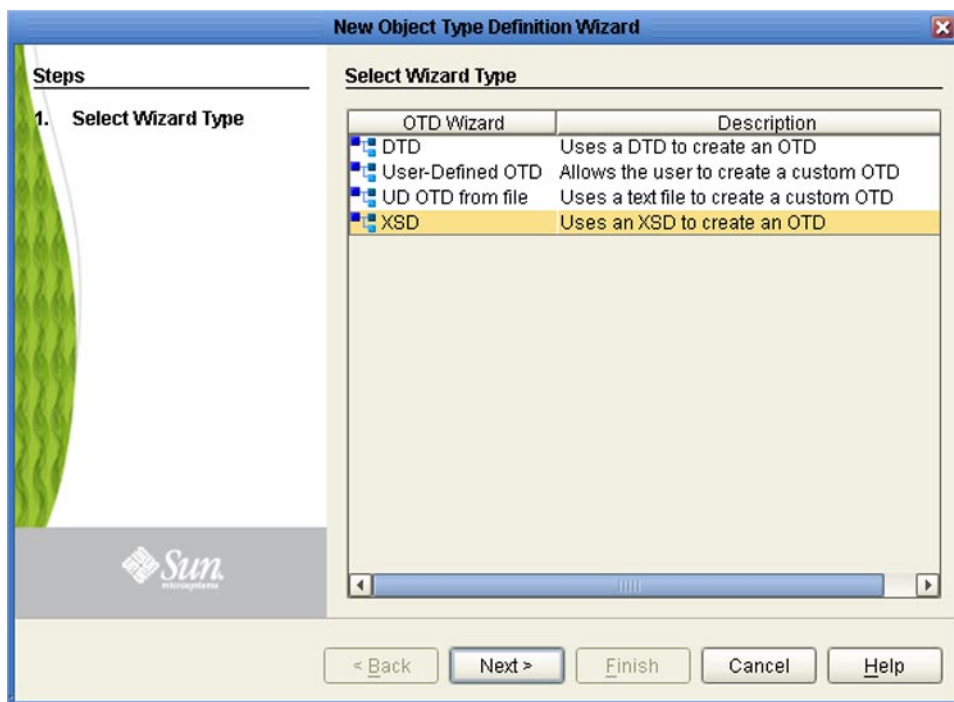 New Object Type Definition Wizard
Steps
1. Select Wizard Type
Select Wizard Type
OTD Wizard Description
DTD Uses a DTD to create an OTD
User-Defined OTD Allows the user to create a custom OTD
UD OTD from file Uses a text file to create a custom OTD
XSD Uses an XSD to create an OTD
Sun
microsystems
< Back Next > Finish Cancel Help